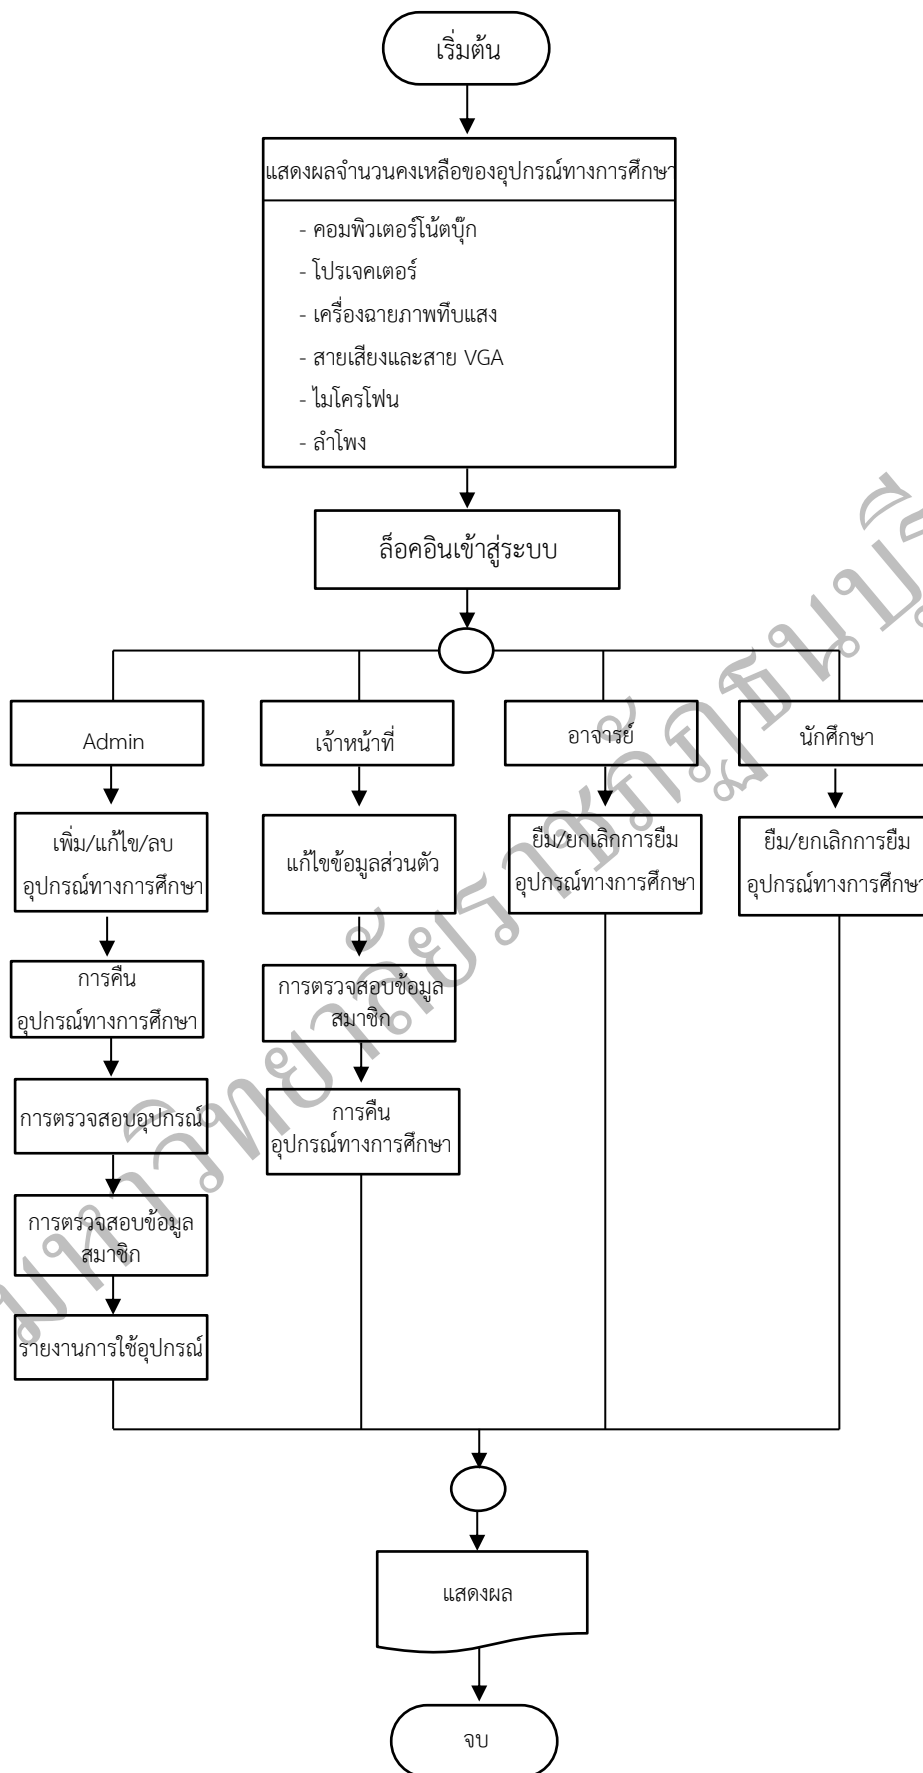 เริ่มต้น
แสดงผลจำนวนคงเหลือของอุปกรณ์ทางการศึกษา
- คอมพิวเตอร์โน้ตบุ๊ก
- โปรเจคเตอร์
- เครื่องฉายภาพทึบแสง
- สายเสียงและสาย VGA
- ไมโครโฟน
- ลำโพง
ล็อคอินเข้าสู่ระบบ
Admin
เพิ่ม/แก้ไข/ลบ
อุปกรณ์ทางการศึกษา
การคืน
อุปกรณ์ทางการศึกษา
การตรวจสอบอุปกรณ์
การตรวจสอบข้อมูล
สมาชิก
รายงานการใช้อุปกรณ์
เจ้าหน้าที่
แก้ไขข้อมูลส่วนตัว
การตรวจสอบข้อมูล
สมาชิก
การคืน
อุปกรณ์ทางการศึกษา
อาจารย์
ยืม/ยกเลิกการยืม
อุปกรณ์ทางการศึกษา
นักศึกษา
ยืม/ยกเลิกการยืม
อุปกรณ์ทางการศึกษา
แสดงผล
จบ
มหาวิทยาลัยราชภัฏธนบุรี